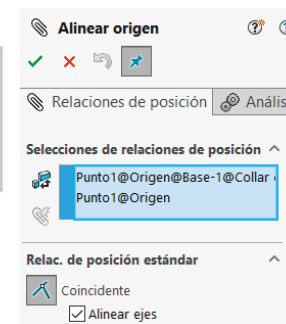 Alinear origen
Relaciones de posición
Anális
Selecciones de relaciones de posición
Punto1@Origen@Base-1@Collar
Punto1@Origen
Relac. de posición estándar
Coincidente
Alinear ejes